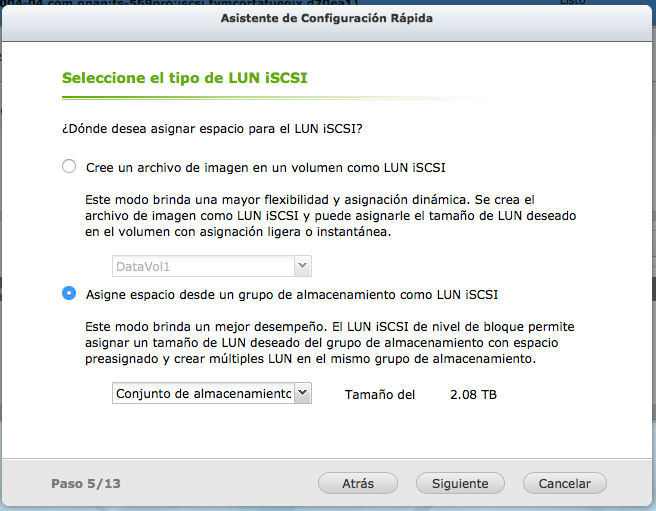 Listo
Asistente de Configuración Rápida
Seleccione el tipo de LUN iSCSI
¿Dónde desea asignar espacio para el LUN iSCSI?
Cree un archivo de imagen en un volumen como LUN iSCSI
Este modo brinda una mayor flexibilidad y asignación dinámica. Se crea el
archivo de imagen como LUN iSCSI y puede asignarle el tamaño de LUN deseado
en el volumen con asignación ligera o instantánea.
DataVol1
Asigne espacio desde un grupo de almacenamiento como LUN iSCSI
Este modo brinda un mejor desempeño. El LUN iSCSI de nivel de bloque permite
asignar un tamaño de LUN deseado del grupo de almacenamiento con espacio
preasignado y crear múltiples LUN en el mismo grupo de almacenamiento.
Conjunto de almacenamiento Tamaño del 2.08 TB
Paso 5/13 Atrás Siguiente Cancelar